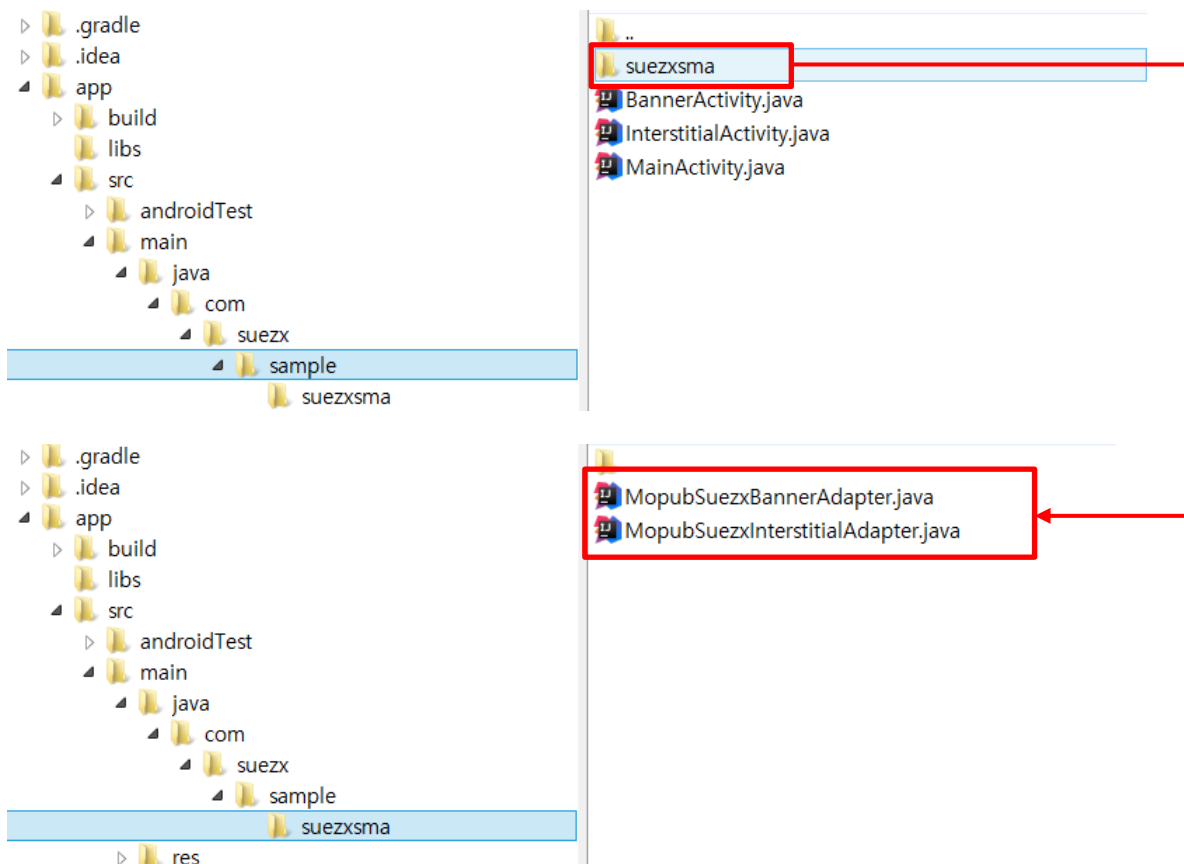 .gradle
.idea
app
build
libs
src
androidTest
main
java
com
suezx
sample
suezxsma
..
suezxsma
BannerActivity.java
InterstitialActivity.java
MainActivity.java
.gradle
.idea
app
build
libs
src
androidTest
main
java
com
suezx
sample
suezxsma
res
MopubSuezxBannerAdapter.java
MopubSuezxInterstitialAdapter.java